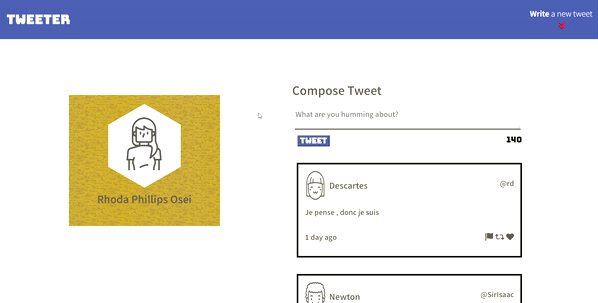 TWEETER
Write a new tweet
Rhoda Phillips Osei
Compose Tweet
What are you humming about?
TWEET
140
Descartes
@rd
Je pense , donc je suis
1 day ago
Newton
@SirIsaac